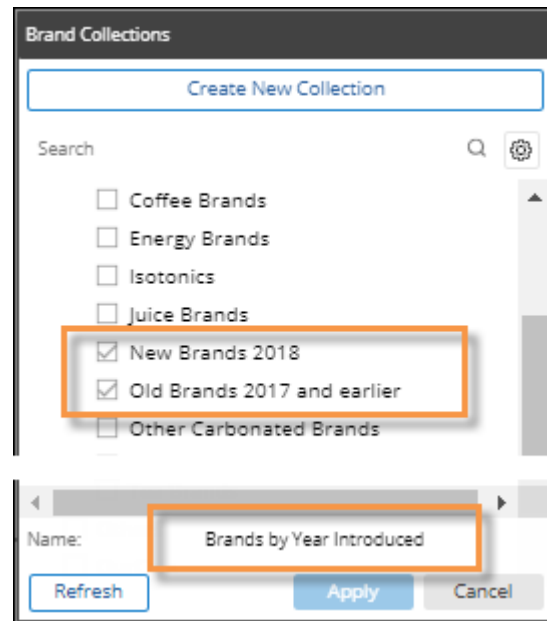 Brand Collections
Create New Collection
Search
Coffee Brands
Energy Brands
Isotonics
Juice Brands
New Brands 2018
Old Brands 2017 and earlier
Other Carbonated Brands
Name: Brands by Year Introduced
Refresh Apply Cancel